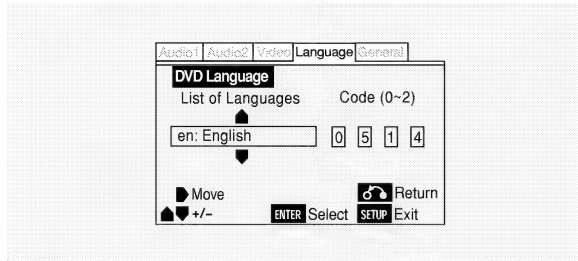 Audio1 Audio2 Video Language General
DVD Language
List of Languages Code (0~2)
en: English 0 5 1 4
Move Return
+/– ENTER Select SETUP Exit